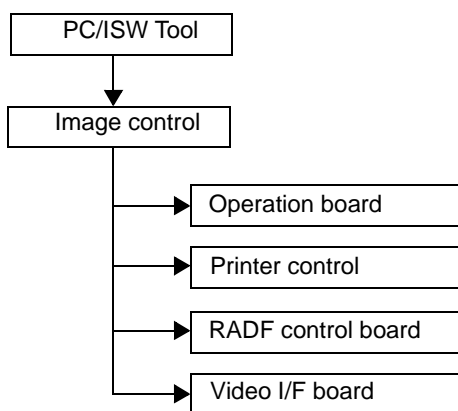 PC/ISW Tool
Image control
Operation board
Printer control
RADF control board
Video I/F board